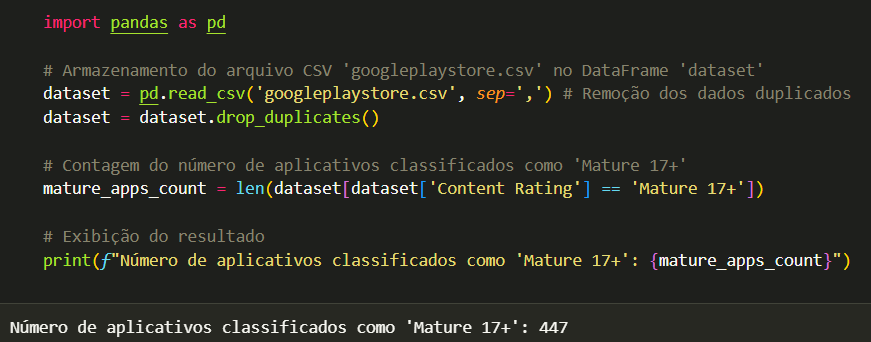 import pandas as pd
# Armazenamento do arquivo CSV 'googleplaystore.csv' no DataFrame 'dataset'
dataset = pd.read_csv('googleplaystore.csv', sep=',') # Remoção dos dados duplicados
dataset = dataset.drop_duplicates()
# Contagem do número de aplicativos classificados como 'Mature 17+'
mature_apps_count = len(dataset[dataset['Content Rating'] == 'Mature 17+'])
# Exibição do resultado
print(f"Número de aplicativos classificados como 'Mature 17+': {mature_apps_count}")
Número de aplicativos classificados como 'Mature 17+': 447